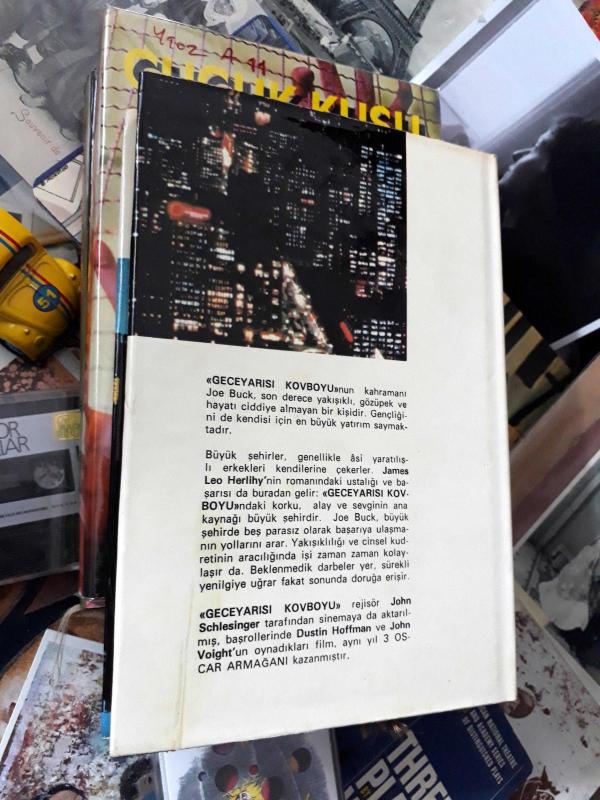 4702 A 11
Souvenir de
51
«GECEYARISI KOVBOYU»nun kahramanı
Joe Buck, son derece yakışıklı, gözüpek ve
hayatı ciddiye almayan bir kişidir. Gençliği-
ni de kendisi için en büyük yatırım saymak-
tadır.
Büyük şehirler, genellikle âsi yaratılış-
lı erkekleri kendilerine çekerler. James
Leo Herlihy'nin romanındaki ustalığı ve ba-
şarısı da buradan gelir: «GECEYARISI KOV-
BOYU»ndaki korku, alay ve sevginin ana
kaynağı büyük şehirdir. Joe Buck, büyük
şehirde beş parasız olarak başarıya ulaşma-
nın yollarını arar. Yakışıklılığı ve cinsel kud-
retinin aracılığında işi zaman zaman kolay-
laşır da. Beklenmedik darbeler yer, sürekli
yenilgiye uğrar fakat sonunda doruğa erişir.
«GECEYARISI KOVBOYU» rejisör John
Schlesinger tarafından sinemaya da aktarıl-
mış, başrollerinde Dustin Hoffman ve John
Voight'un oynadıkları film, aynı yıl 3 OS-
CAR ARMAĞANI kazanmıştır.